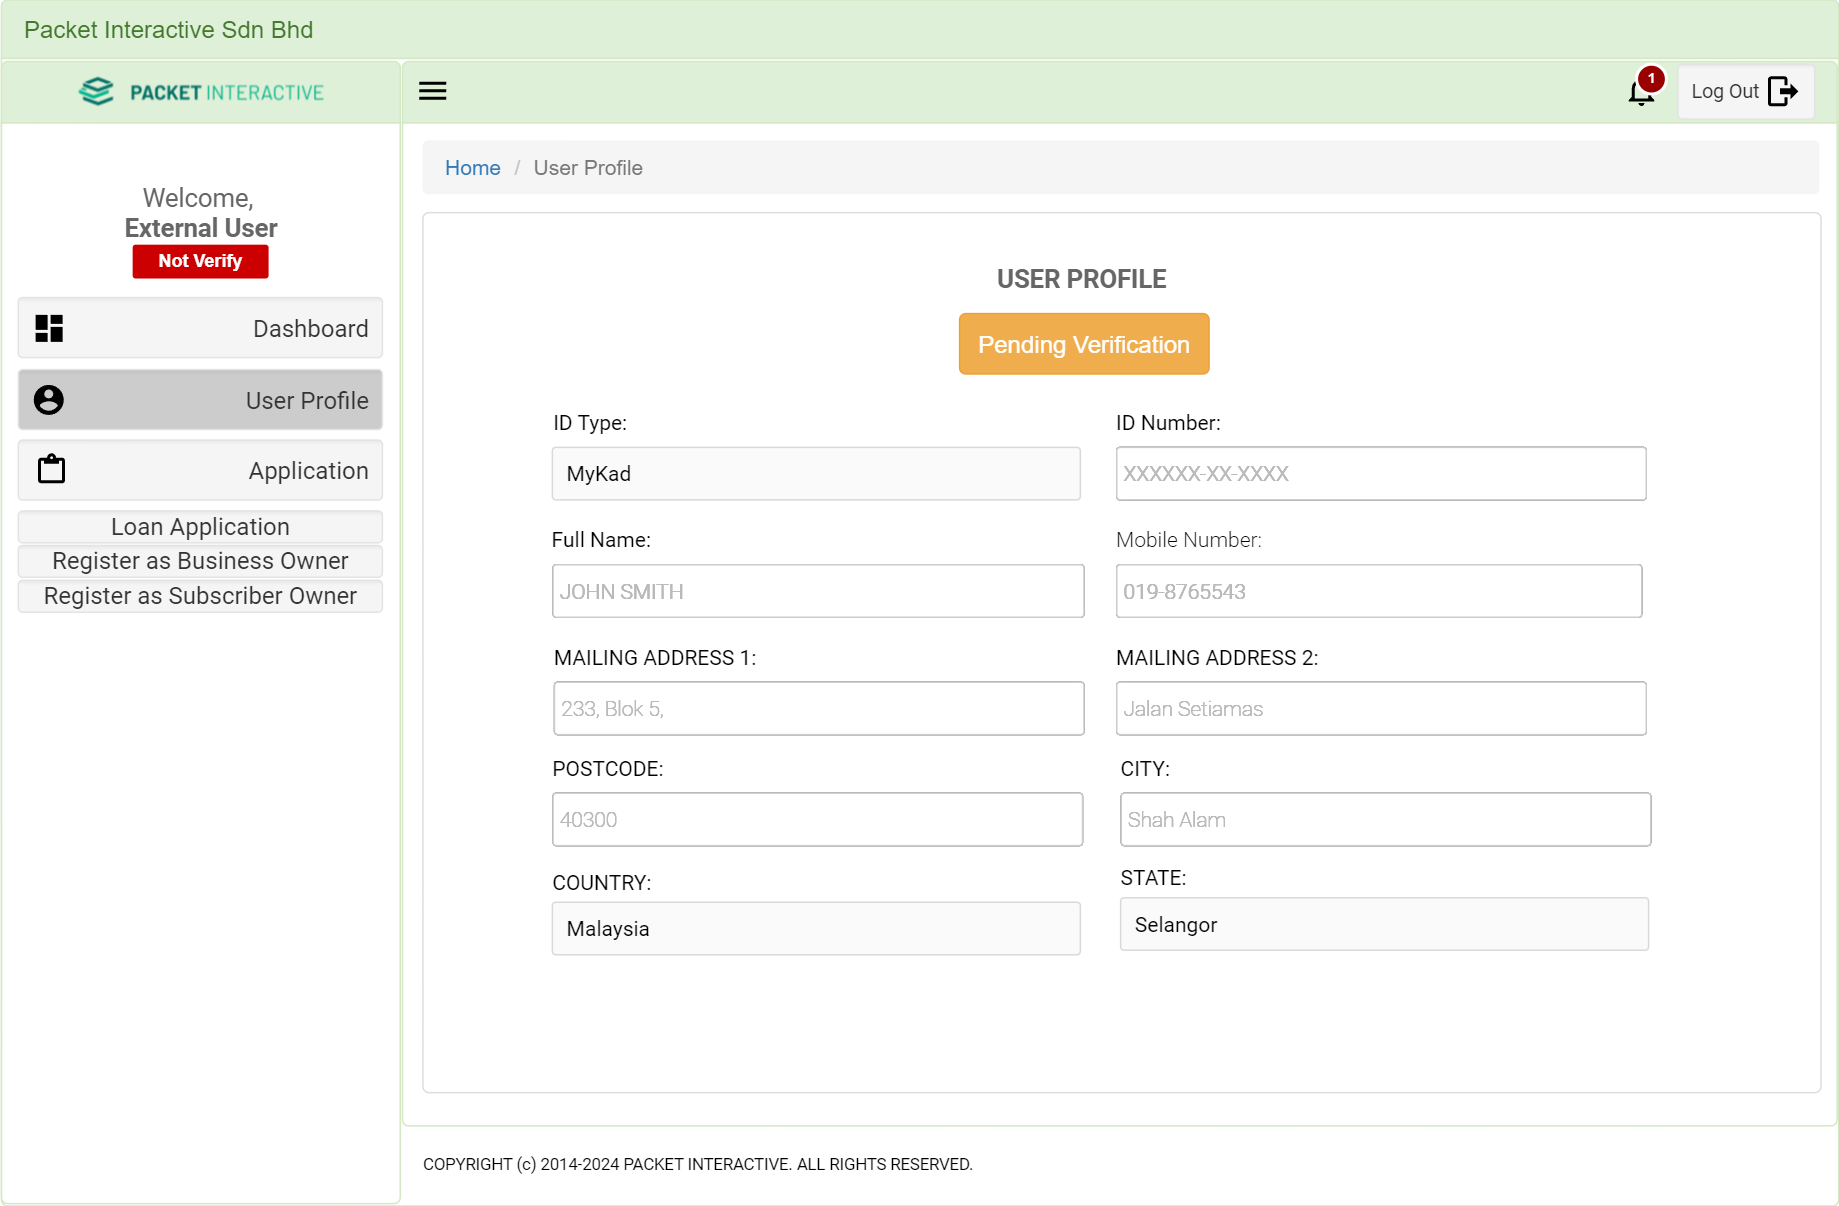 Packet Interactive Sdn Bhd
PACKET INTERACTIVE
1
Log Out
Home / User Profile
Welcome,
External User
Not Verify
Dashboard
User Profile
Application
Loan Application
Register as Business Owner
Register as Subscriber Owner
USER PROFILE
Pending Verification
ID Type:
ID Number:
MyKad
XXXXXX-XX-XXXX
Full Name:
Mobile Number:
JOHN SMITH
019-8765543
MAILING ADDRESS 1:
MAILING ADDRESS 2:
233, Blok 5,
Jalan Setiamas
POSTCODE:
CITY:
40300
Shah Alam
COUNTRY:
STATE:
Malaysia
Selangor
COPYRIGHT (c) 2014-2024 PACKET INTERACTIVE. ALL RIGHTS RESERVED.